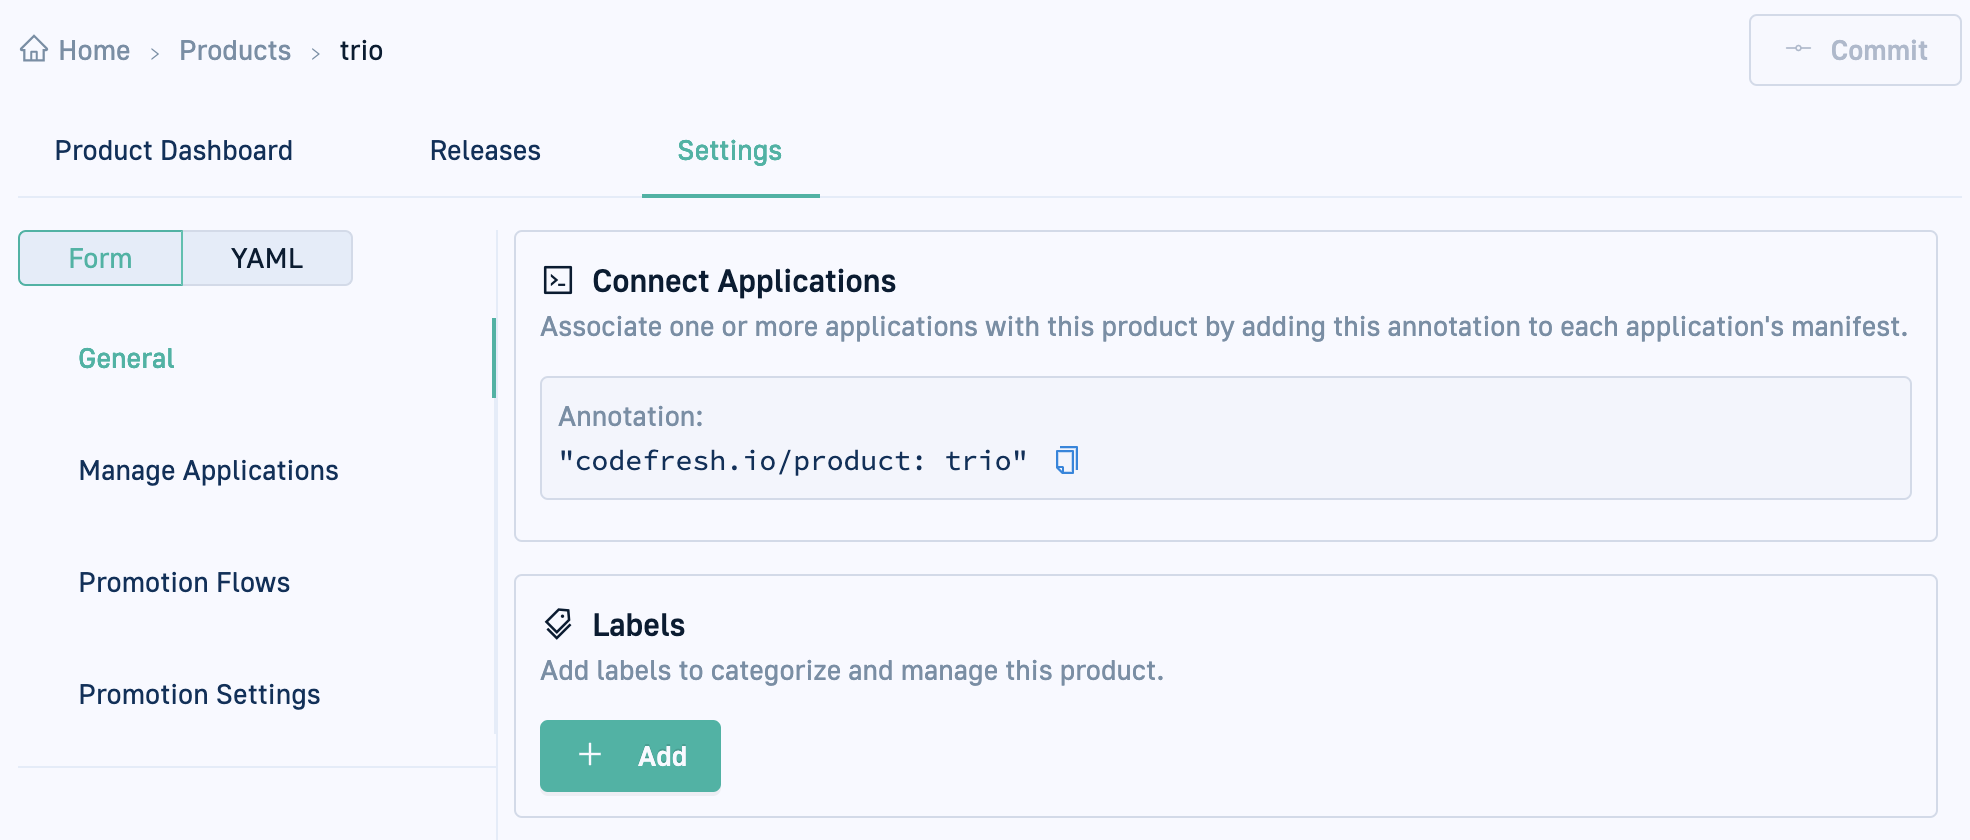 Home > Products > trio
Commit
Product Dashboard Releases Settings
Form YAML
General
Manage Applications
Promotion Flows
Promotion Settings
Connect Applications
Associate one or more applications with this product by adding this annotation to each application's manifest.
Annotation:
"codefresh.io/product: trio"
Labels
Add labels to categorize and manage this product.
+ Add